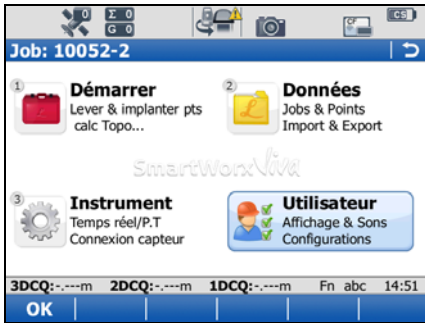 0 Σ 0
G 0
CS
Job: 10052-2
1 Démarrer
Lever & implanter pts
calc Topo...
2 Données
Jobs & Points
Import & Export
SmartWorx Viva
3 Instrument
Temps réel/P.T
Connexion capteur
Utilisateur
Affichage & Sons
Configurations
3DCQ:-.---m 2DCQ:-.---m 1DCQ:-.---m Fn abc 14:51
OK